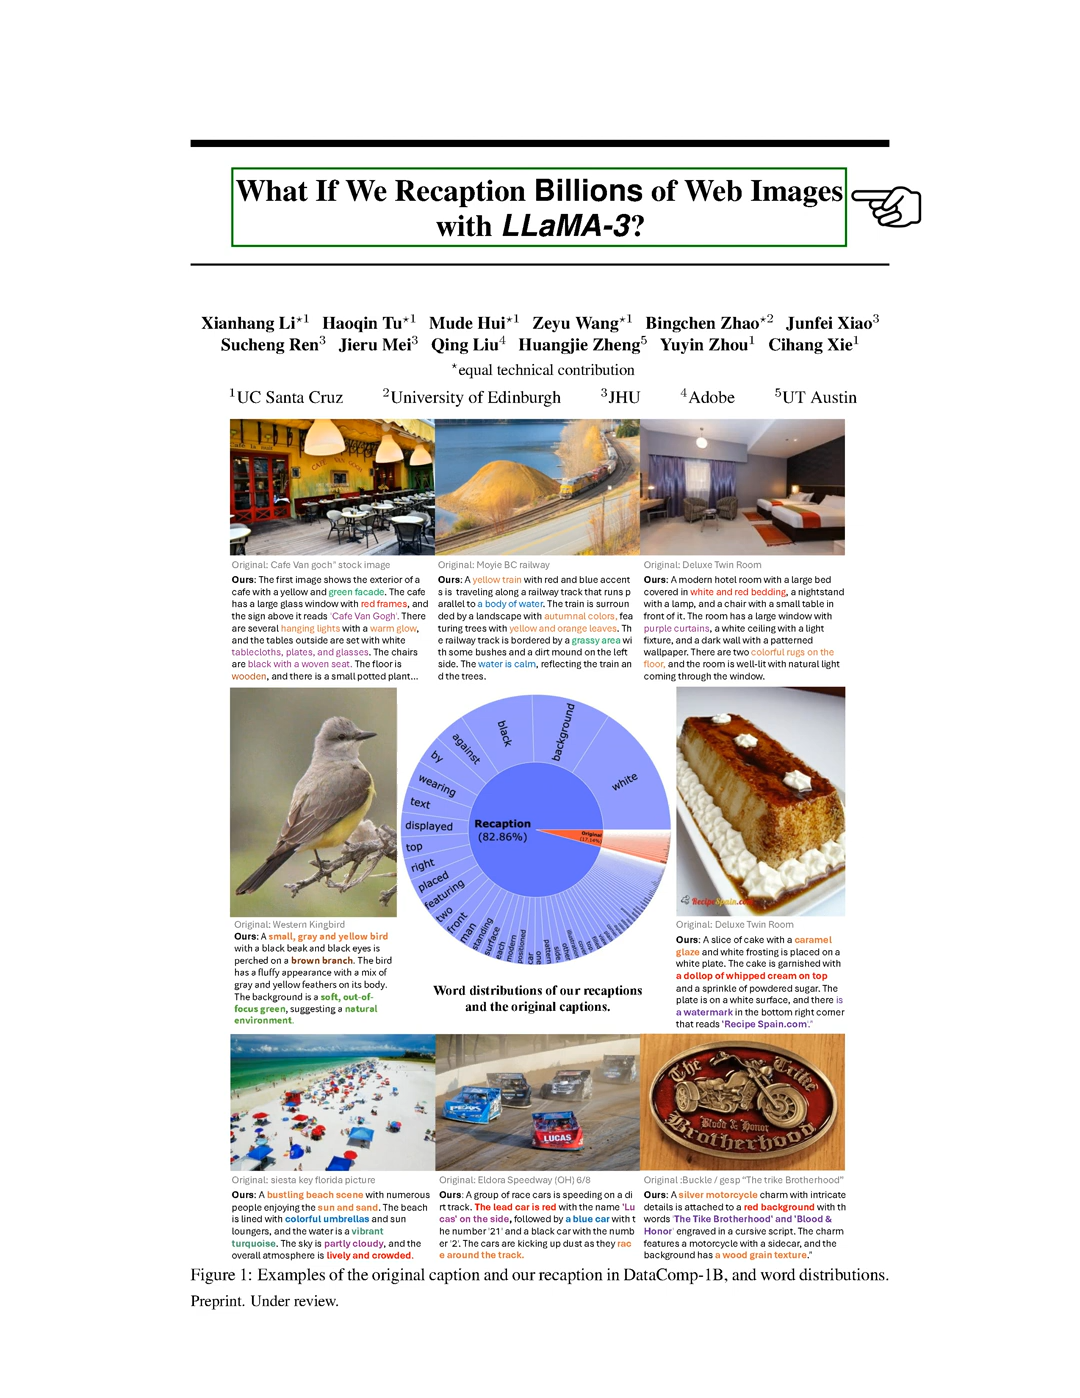 What If We Recaption Billions of Web Images
with LLaMA-3?
Xianhang Li⋆1 Haoqin Tu⋆1 Mude Hui⋆1 Zeyu Wang⋆1 Bingchen Zhao⋆2 Junfei Xiao3
Sucheng Ren3 Jieru Mei3 Qing Liu4 Huangjie Zheng5 Yuyin Zhou1 Cihang Xie1
⋆equal technical contribution
1UC Santa Cruz 2University of Edinburgh 3JHU 4Adobe 5UT Austin
CAFE VAN GOGH
Original: Cafe Van goch" stock image
Ours: The first image shows the exterior of a
cafe with a yellow and green facade. The cafe
has a large glass window with red frames, and
the sign above it reads 'Cafe Van Gogh'. There
are several hanging lights with a warm glow,
and the tables outside are set with white
tablecloths, plates, and glasses. The chairs
are black with a woven seat. The floor is
wooden, and there is a small potted plant...
Original: Moyie BC railway
Ours: A yellow train with red and blue accent
s is traveling along a railway track that runs p
arallel to a body of water. The train is surroun
ded by a landscape with autumnal colors, fea
turing trees with yellow and orange leaves. Th
e railway track is bordered by a grassy area wi
th some bushes and a dirt mound on the left
side. The water is calm, reflecting the train an
d the trees.
Original: Deluxe Twin Room
Ours: A modern hotel room with a large bed
covered in white and red bedding, a nightstand
with a lamp, and a chair with a small table in
front of it. The room has a large window with
purple curtains, a white ceiling with a light
fixture, and a dark wall with a patterned
wallpaper. There are two colorful rugs on the
floor, and the room is well-lit with natural light
coming through the window.
Original: Western Kingbird
Ours: A small, gray and yellow bird
with a black beak and black eyes is
perched on a brown branch. The bird
has a fluffy appearance with a mix of
gray and yellow feathers on its body.
The background is a soft, out-of-
focus green, suggesting a natural
environment.
white
background
black
against
by
wearing
text
displayed
top
right
placed
featuring
two
front
man
standing
surface
each
modern
positioned
car
pattern
side
other
Recaption
(82.86%)
Original
(17.14%)
Word distributions of our recaptions
and the original captions.
RecipeSpain.com
Original: Deluxe Twin Room
Ours: A slice of cake with a caramel
glaze and white frosting is placed on a
white plate. The cake is garnished with
a dollop of whipped cream on top
and a sprinkle of powdered sugar. The
plate is on a white surface, and there is
a watermark in the bottom right corner
that reads 'Recipe Spain.com'."
Original: siesta key florida picture
Ours: A bustling beach scene with numerous
people enjoying the sun and sand. The beach
is lined with colorful umbrellas and sun
loungers, and the water is a vibrant
turquoise. The sky is partly cloudy, and the
overall atmosphere is lively and crowded.
PEAK
LUCAS
Original: Eldora Speedway (OH) 6/8
Ours: A group of race cars is speeding on a di
rt track. The lead car is red with the name 'Lu
cas' on the side, followed by a blue car with t
he number '21' and a black car with the numb
er '2'. The cars are kicking up dust as they rac
e around the track.
The Trike
Blood & Honor
Brotherhood
Original :Buckle / gesp "The trike Brotherhood"
Ours: A silver motorcycle charm with intricate
details is attached to a red background with th
words 'The Tike Brotherhood' and 'Blood &
Honor' engraved in a cursive script. The charm
features a motorcycle with a sidecar, and the
background has a wood grain texture."
Figure 1: Examples of the original caption and our recaption in DataComp-1B, and word distributions.
Preprint. Under review.